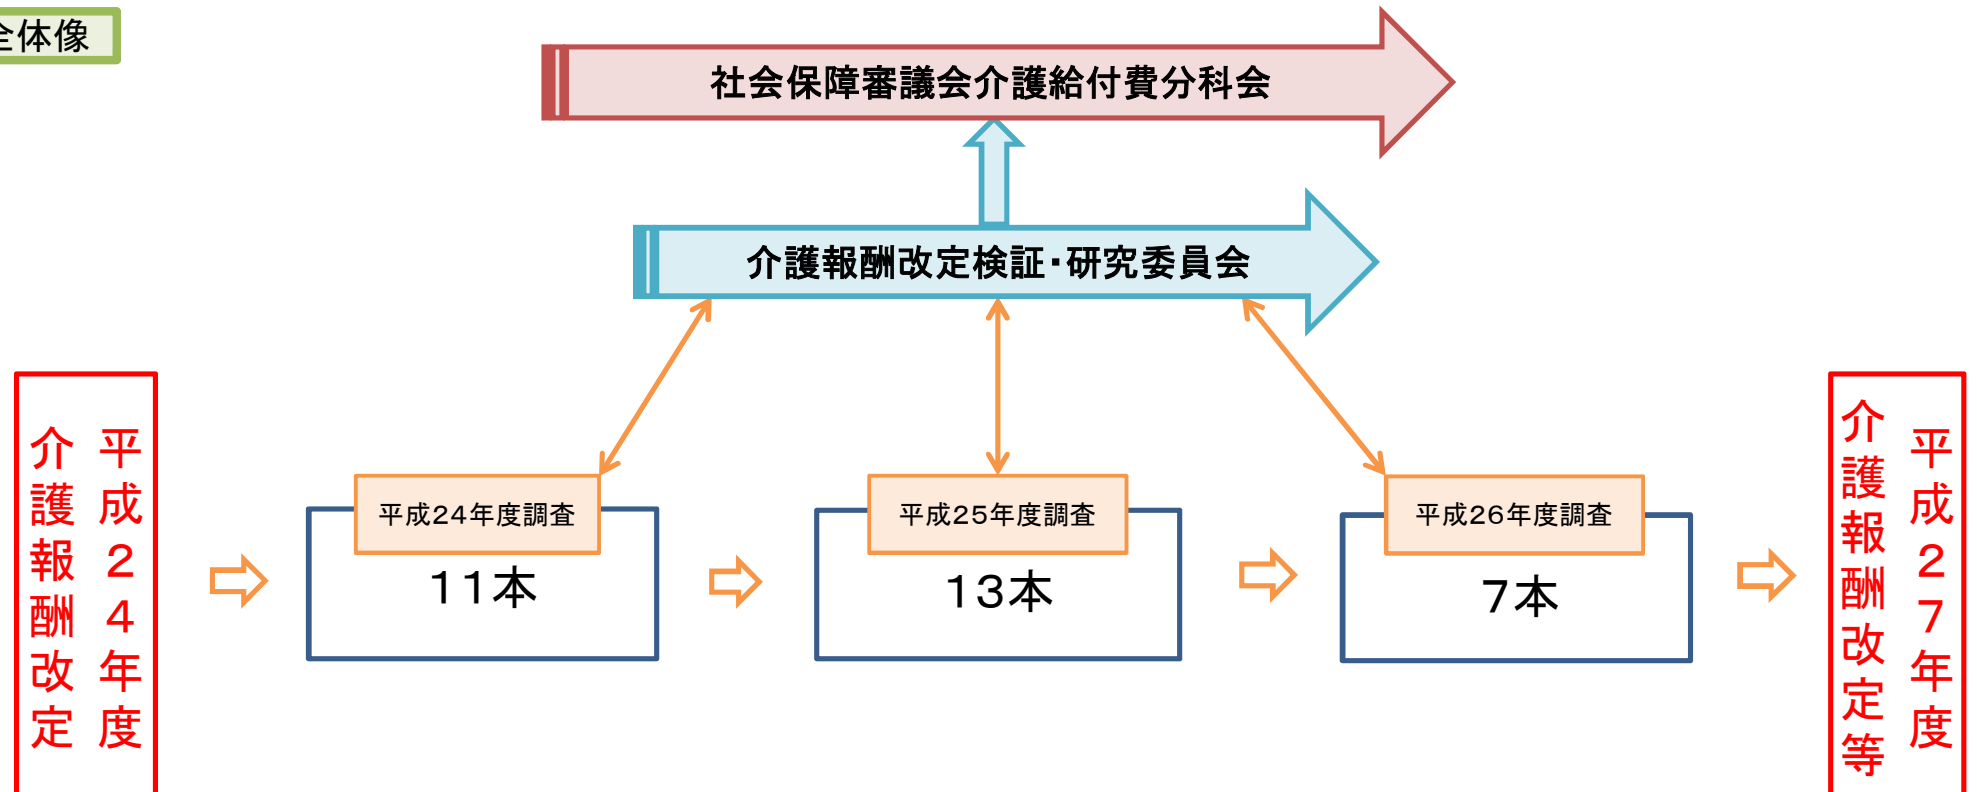 全体像
社会保障審議会介護給付費分科会
介護報酬改定検証・研究委員会
平成２４年度
介護報酬改定
平成24年度調査
11本
平成25年度調査
13本
平成26年度調査
7本
平成２７年度
介護報酬改定等